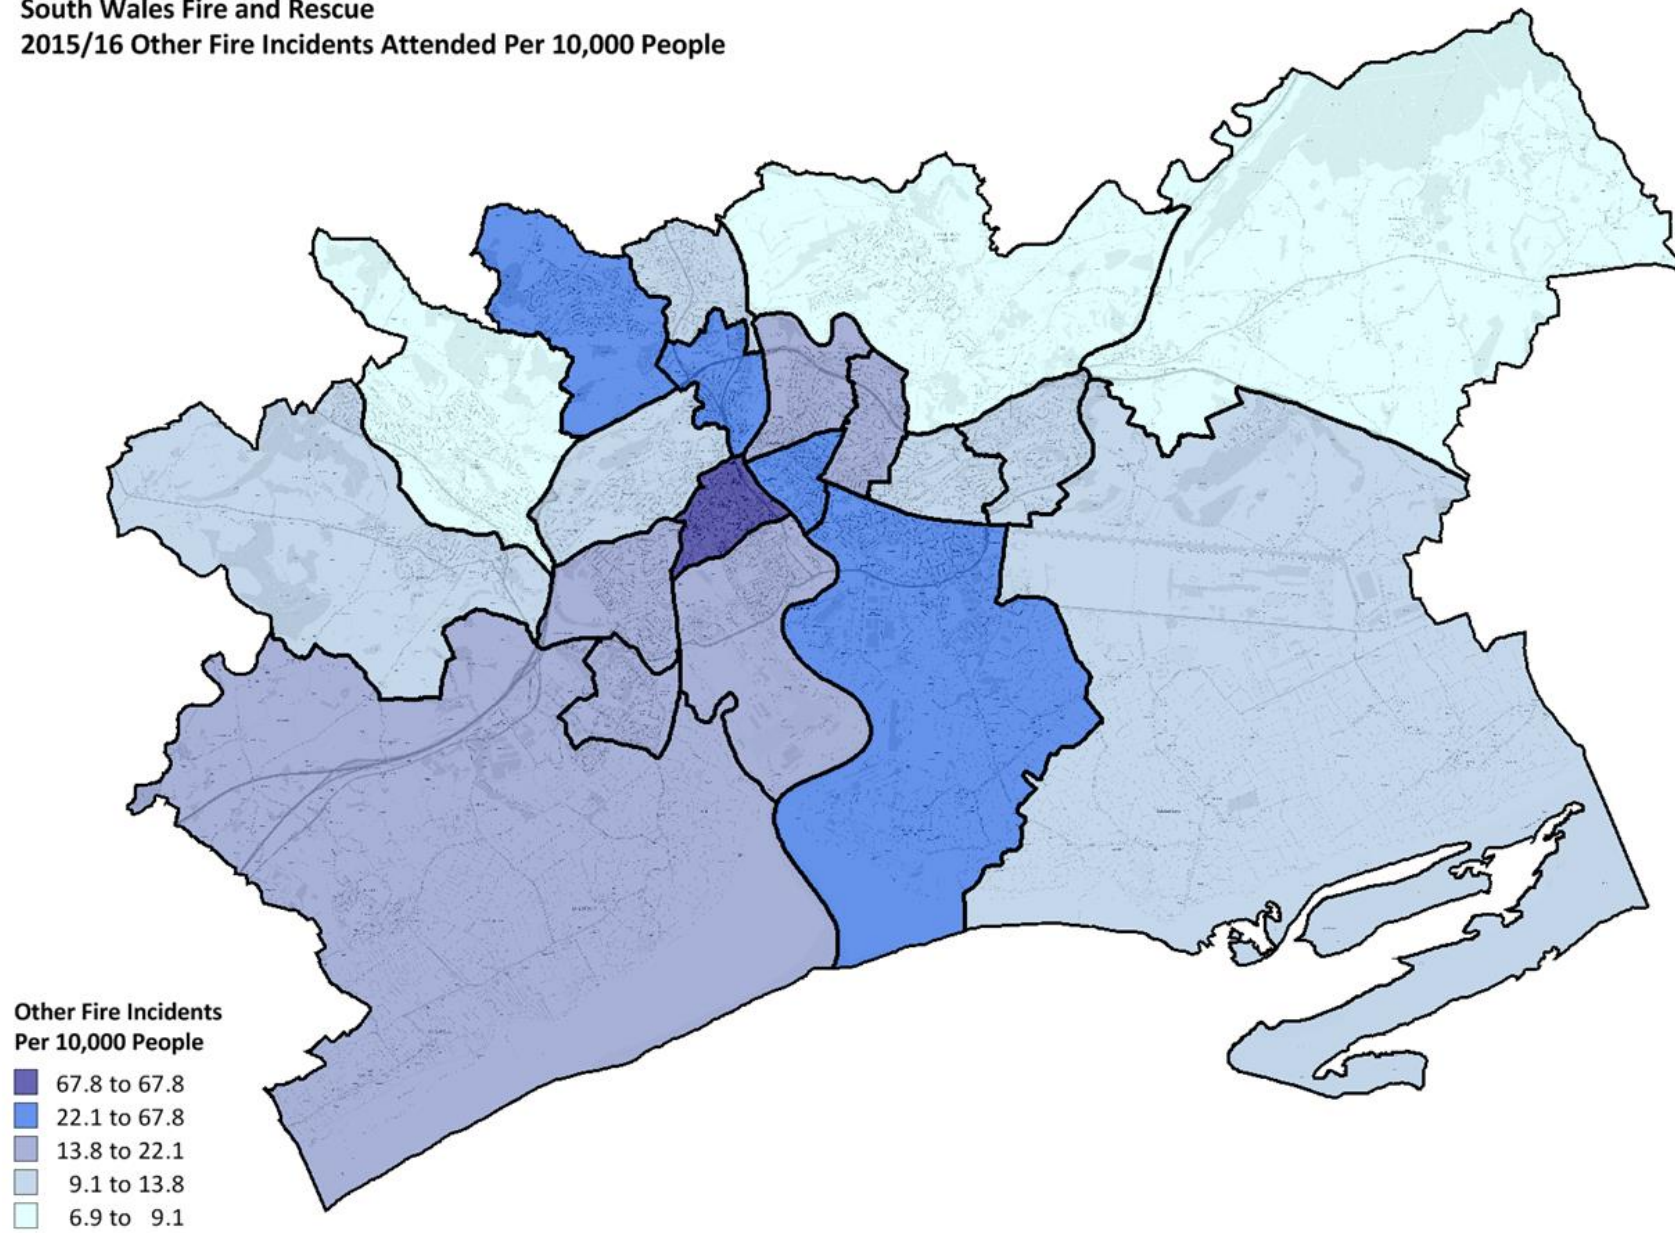 South Wales Fire and Rescue
2015/16 Other Fire Incidents Attended Per 10,000 People
Other Fire Incidents
Per 10,000 People
67.8 to 67.8
22.1 to 67.8
13.8 to 22.1
9.1 to 13.8
6.9 to 9.1